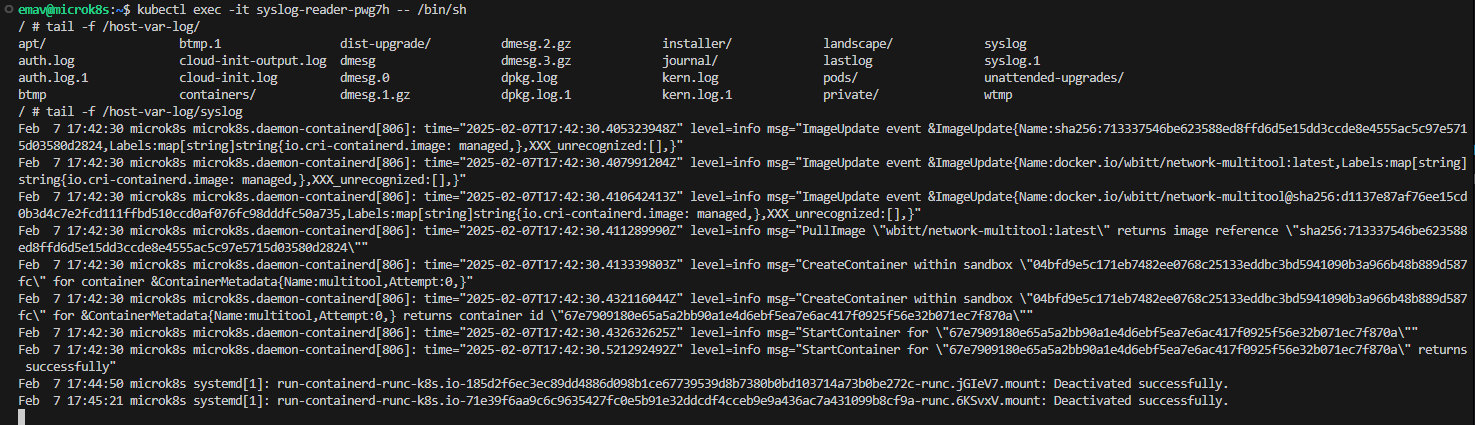 emav@microk8s:~$ kubectl exec -it syslog-reader-pwg7h -- /bin/sh
/ # tail -f /host-var-log/
apt/ btmp.1 dist-upgrade/ dmesg.2.gz installer/ landscape/ syslog
auth.log cloud-init-output.log dmesg dmesg.3.gz journal/ lastlog syslog.1
auth.log.1 cloud-init.log dmesg.0 dpkg.log kern.log pods/ unattended-upgrades/
btmp containers/ dmesg.1.gz dpkg.log.1 kern.log.1 private/ wtmp
/ # tail -f /host-var-log/syslog
Feb  7 17:42:30 microk8s microk8s.daemon-containerd[806]: time="2025-02-07T17:42:30.405323948Z" level=info msg="ImageUpdate event &ImageUpdate{Name:sha256:713337546be623588ed8ffd6d5e15dd3ccde8e4555ac5c97e571
5d03580d2824,Labels:map[string]string{io.cri-containerd.image: managed,},XXX_unrecognized:[],}"
Feb  7 17:42:30 microk8s microk8s.daemon-containerd[806]: time="2025-02-07T17:42:30.407991204Z" level=info msg="ImageUpdate event &ImageUpdate{Name:docker.io/wbitt/network-multitool:latest,Labels:map[string]
string{io.cri-containerd.image: managed,},XXX_unrecognized:[],}"
Feb  7 17:42:30 microk8s microk8s.daemon-containerd[806]: time="2025-02-07T17:42:30.410642413Z" level=info msg="ImageUpdate event &ImageUpdate{Name:docker.io/wbitt/network-multitool@sha256:d1137e87af76ee15cd
0b3d4c7e2fcd111ffbd510ccd0af076fc98dddfc50a735,Labels:map[string]string{io.cri-containerd.image: managed,},XXX_unrecognized:[],}"
Feb  7 17:42:30 microk8s microk8s.daemon-containerd[806]: time="2025-02-07T17:42:30.411289990Z" level=info msg="PullImage \"wbitt/network-multitool:latest\" returns image reference \"sha256:713337546be623588
ed8ffd6d5e15dd3ccde8e4555ac5c97e5715d03580d2824\""
Feb  7 17:42:30 microk8s microk8s.daemon-containerd[806]: time="2025-02-07T17:42:30.413339803Z" level=info msg="CreateContainer within sandbox \"04bfd9e5c171eb7482ee0768c25133eddbc3bd5941090b3a966b48b889d587
fc\" for container &ContainerMetadata{Name:multitool,Attempt:0,}"
Feb  7 17:42:30 microk8s microk8s.daemon-containerd[806]: time="2025-02-07T17:42:30.432116044Z" level=info msg="CreateContainer within sandbox \"04bfd9e5c171eb7482ee0768c25133eddbc3bd5941090b3a966b48b889d587
fc\" for &ContainerMetadata{Name:multitool,Attempt:0,} returns container id \"67e7909180e65a5a2bb90a1e4d6ebf5ea7e6ac417f0925f56e32b071ec7f870a\""
Feb  7 17:42:30 microk8s microk8s.daemon-containerd[806]: time="2025-02-07T17:42:30.432632625Z" level=info msg="StartContainer for \"67e7909180e65a5a2bb90a1e4d6ebf5ea7e6ac417f0925f56e32b071ec7f870a\""
Feb  7 17:42:30 microk8s microk8s.daemon-containerd[806]: time="2025-02-07T17:42:30.521292492Z" level=info msg="StartContainer for \"67e7909180e65a5a2bb90a1e4d6ebf5ea7e6ac417f0925f56e32b071ec7f870a\" returns
 successfully"
Feb  7 17:44:50 microk8s systemd[1]: run-containerd-runc-k8s.io-185d2f6ec3ec89dd4886d098b1ce67739539d8b7380b0bd103714a73b0be272c-runc.jGIeV7.mount: Deactivated successfully.
Feb  7 17:45:21 microk8s systemd[1]: run-containerd-runc-k8s.io-71e39f6aa9c6c9635427fc0e5b91e32ddcdf4cceb9e9a436ac7a431099b8cf9a-runc.6KSvxV.mount: Deactivated successfully.